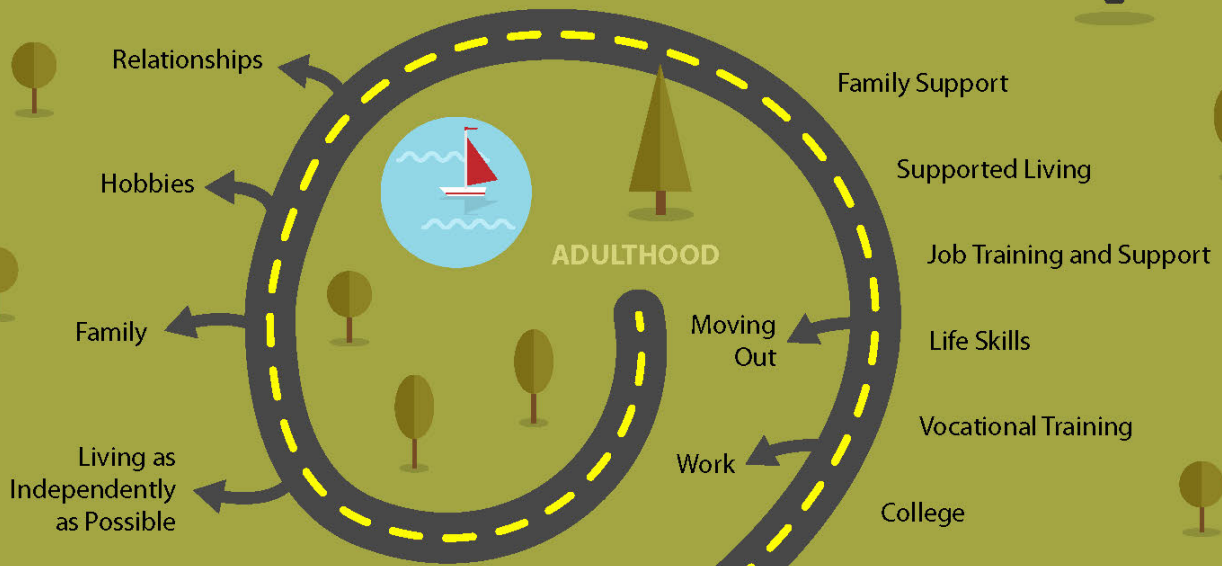 Relationships
Hobbies
Family
Living as
Independently
as Possible
ADULTHOOD
Moving
Out
Work
Family Support
Supported Living
Job Training and Support
Life Skills
Vocational Training
College